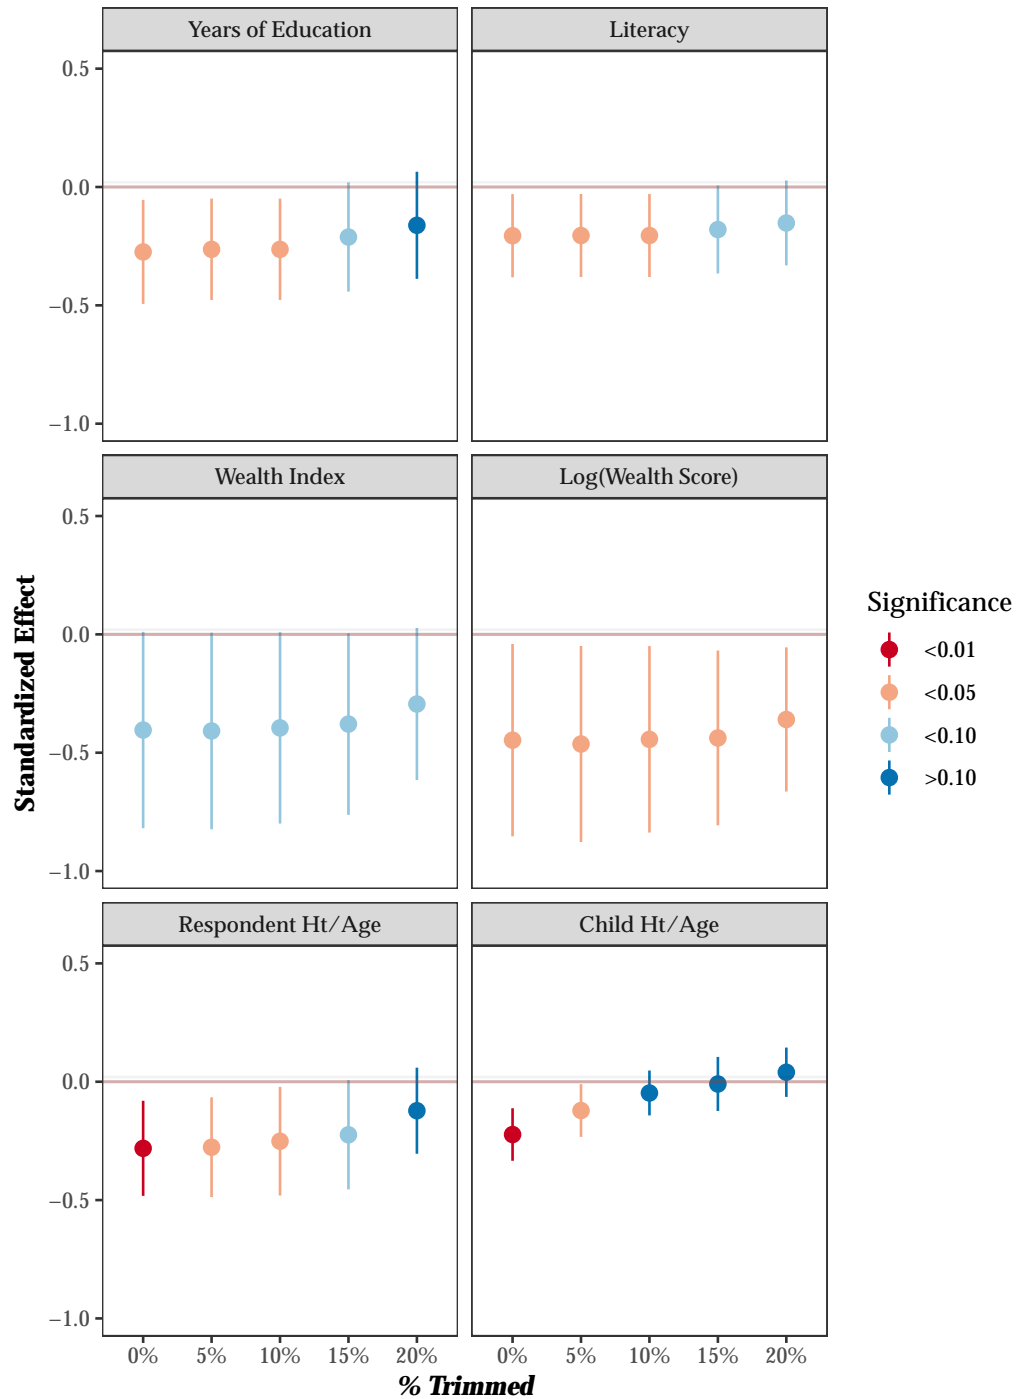 Years of Education
Literacy
0.5
0.0
−0.5
−1.0
Wealth Index
Log(Wealth Score)
0.5
0.0
−0.5
−1.0
Standardized Effect
Significance
<0.01
<0.05
<0.10
>0.10
Respondent Ht/Age
Child Ht/Age
0.5
0.0
−0.5
−1.0
0% 5% 10% 15% 20%
0% 5% 10% 15% 20%
% Trimmed